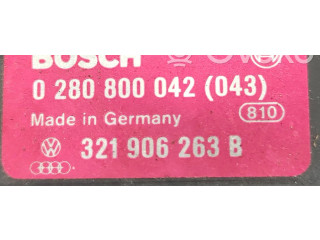 BOSCH
0 280 800 042 (043)
Made in Germany
810
321 906 263 B